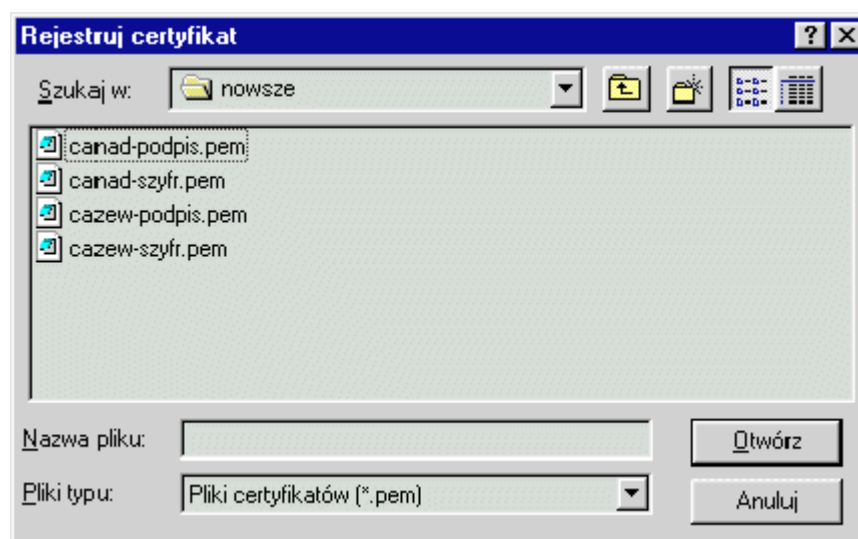 Rejestruj certyfikat
Szukaj w: nowsze
canad-podpis.pem
canad-szyfr.pem
cazew-podpis.pem
cazew-szyfr.pem
Nazwa pliku:
Otwórz
Pliki typu: Pliki certyfikatów (*.pem)
Anuluj